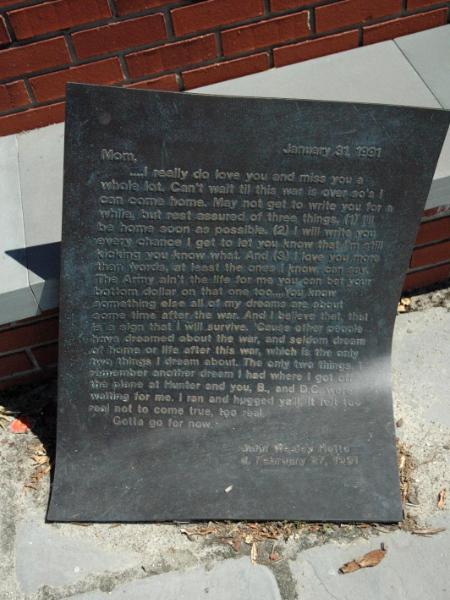 January 31, 1991
Mom,
....I really do love you and miss you a
whole lot. Can't wait til this war is over so's I
can come home. May not get to write you for a
while, but rest assured of three things, (1) I'll
be home soon as possible. (2) I will write you
every chance I get to let you know that I'm still
kicking you know what. And (3) I love you more
than words, at least the ones I know, can say.
The Army ain't the life for me you can bet your
bottom dollar on that one too....You know
something else all of my dreams are about
some time after the war. And I believe that, that
is a sign that I will survive. 'Cause other people
have dreamed about the war, and seldom dream
of home or life after this war, which is the only
two things I dream about. The only two things. I
remember another dream I had where I got off
the plane at Hunter and you, B., and D.C. were
waiting for me. I ran and hugged ya'll. It felt too
real not to come true, too real.
Gotta go for now.
John Wesley
d. February 27, 1991